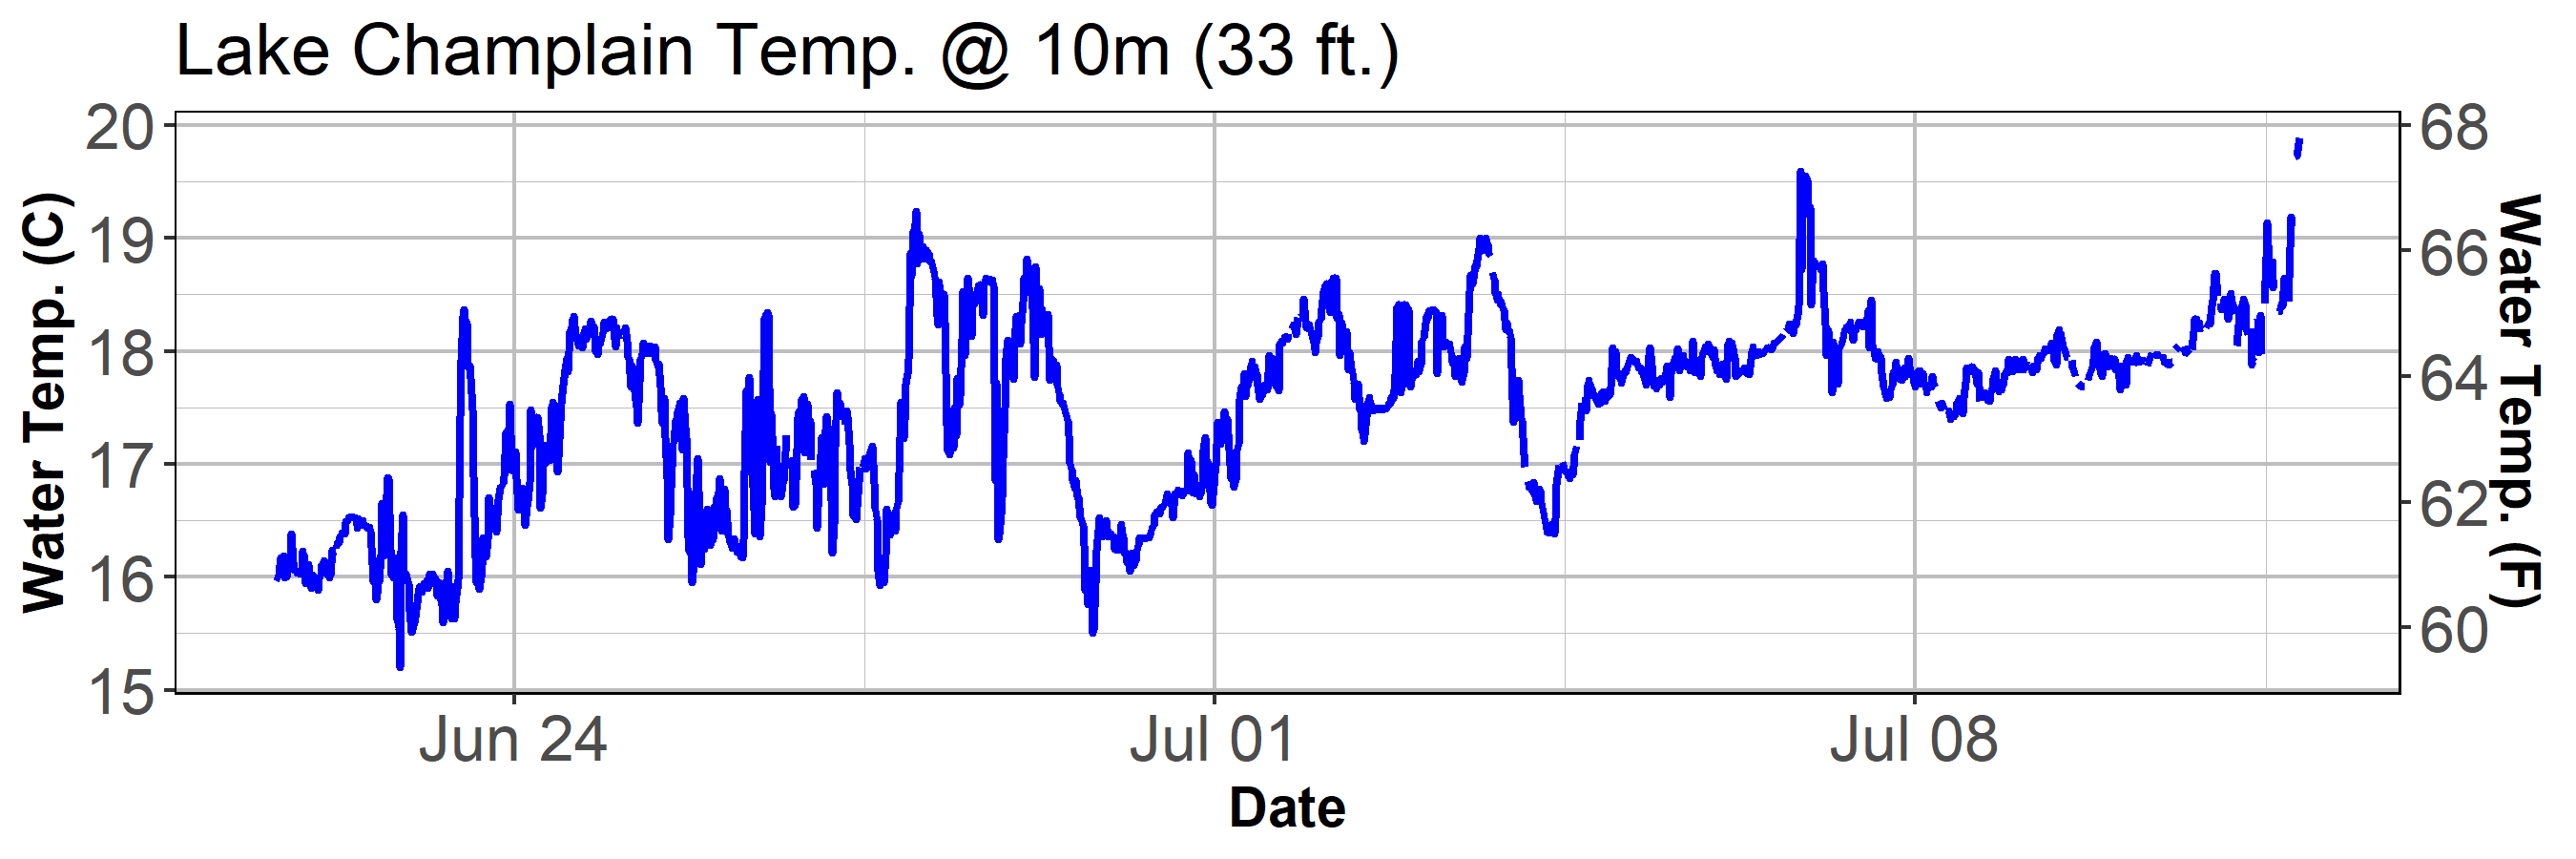 Lake Champlain Temp. @ 10m (33 ft.)
20
19
18
17
16
15
Water Temp. (C)
68
66
64
62
60
Water Temp. (F)
Jun 24
Jul 01
Jul 08
Date